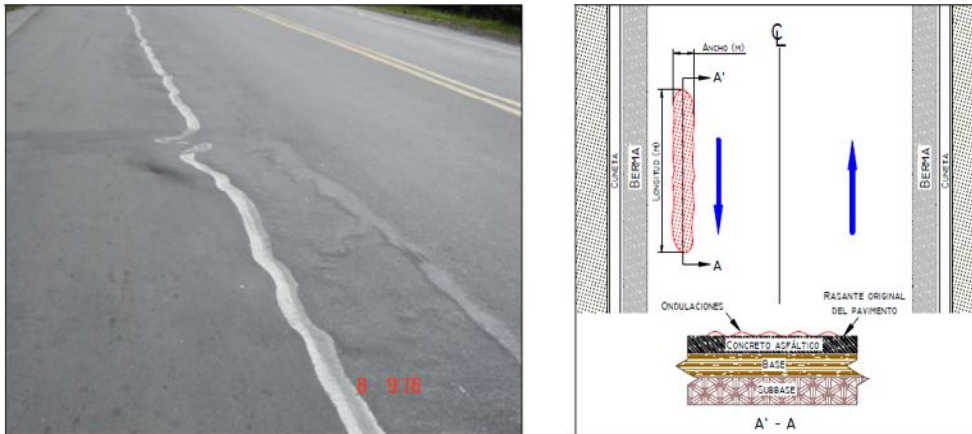 8 9:16
ANCHO (M)
C
L
A'
LONGITUD (M)
CUNETA
BERMA
BERMA
CUNETA
A
ONDULACIONES
RASANTE ORIGINAL
DEL PAVIMENTO
CONCRETO ASFÁLTICO
BASE
SUBBASE
A' - A